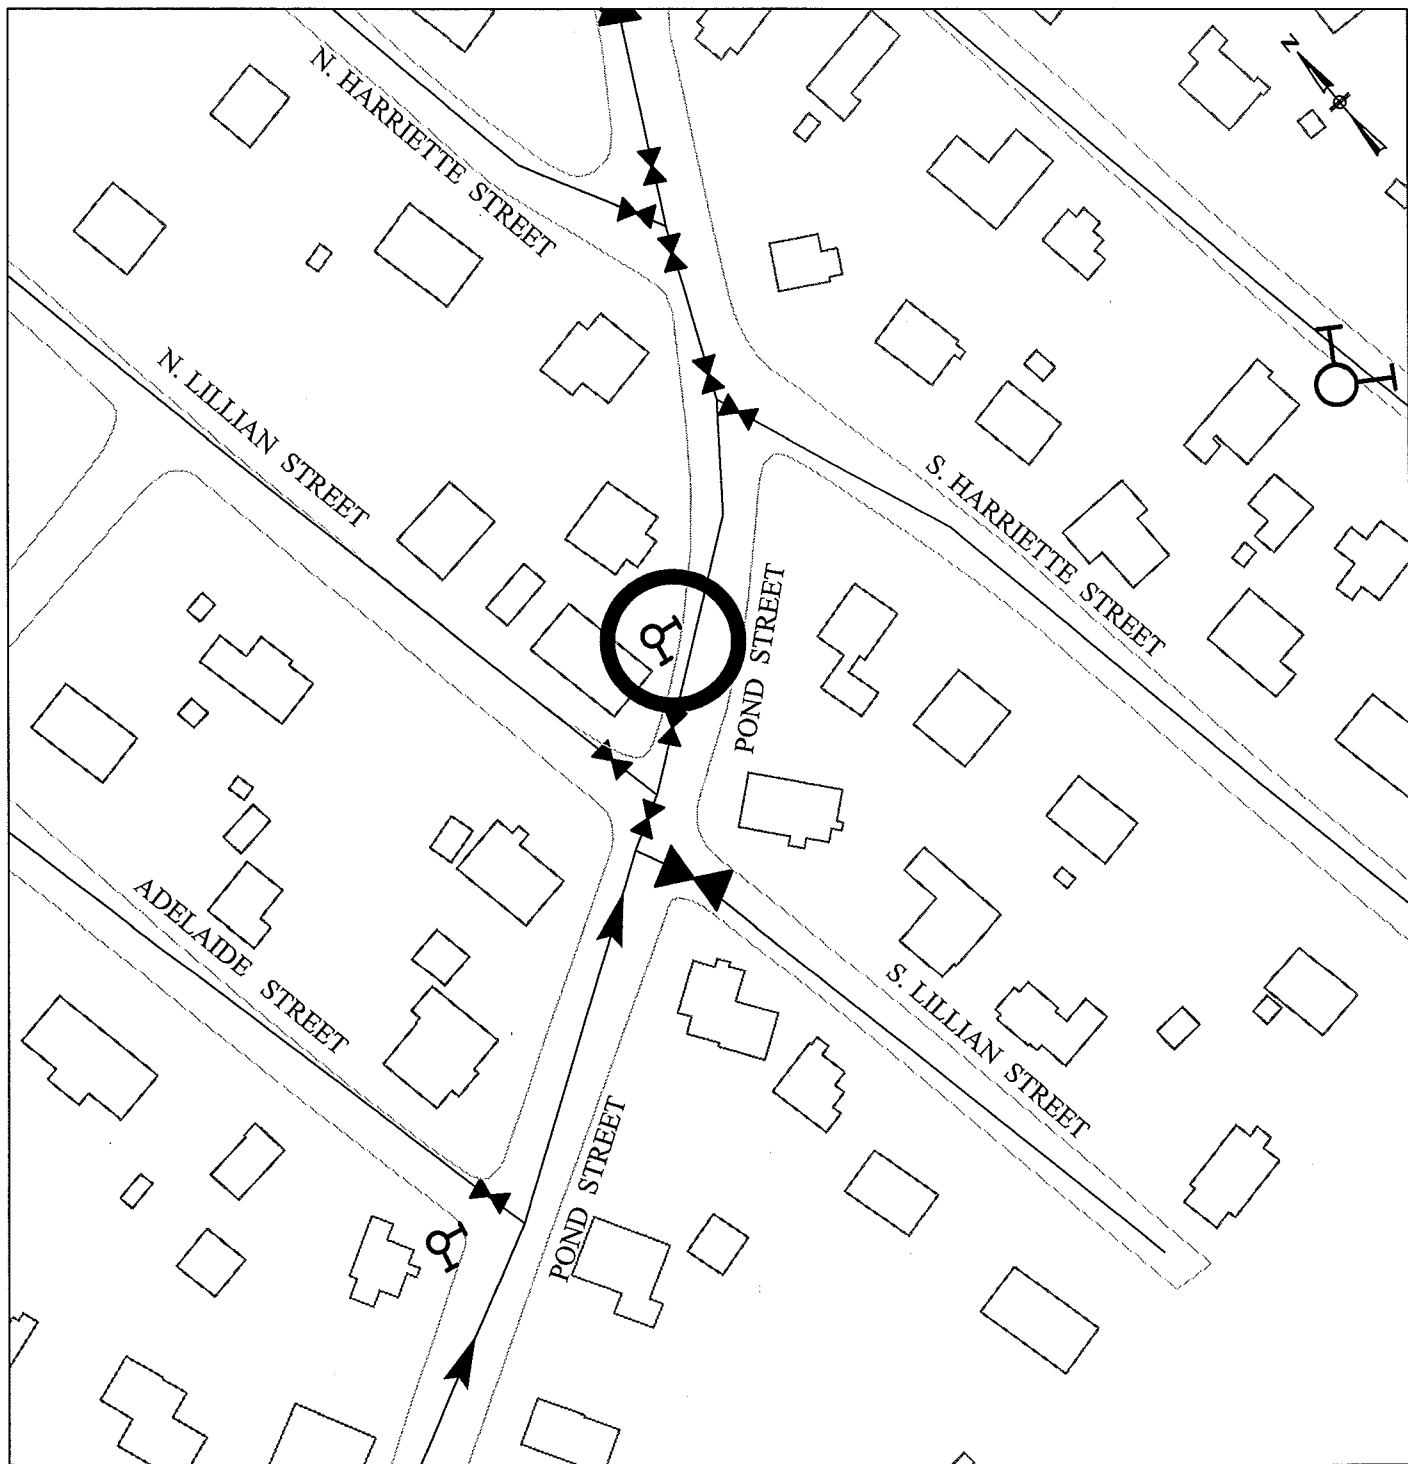 N. HARRIETTE STREET
Z
N. LILLIAN STREET
S. HARRIETTE STREET
POND STREET
ADELAIDE STREET
S. LILLIAN STREET
POND STREET